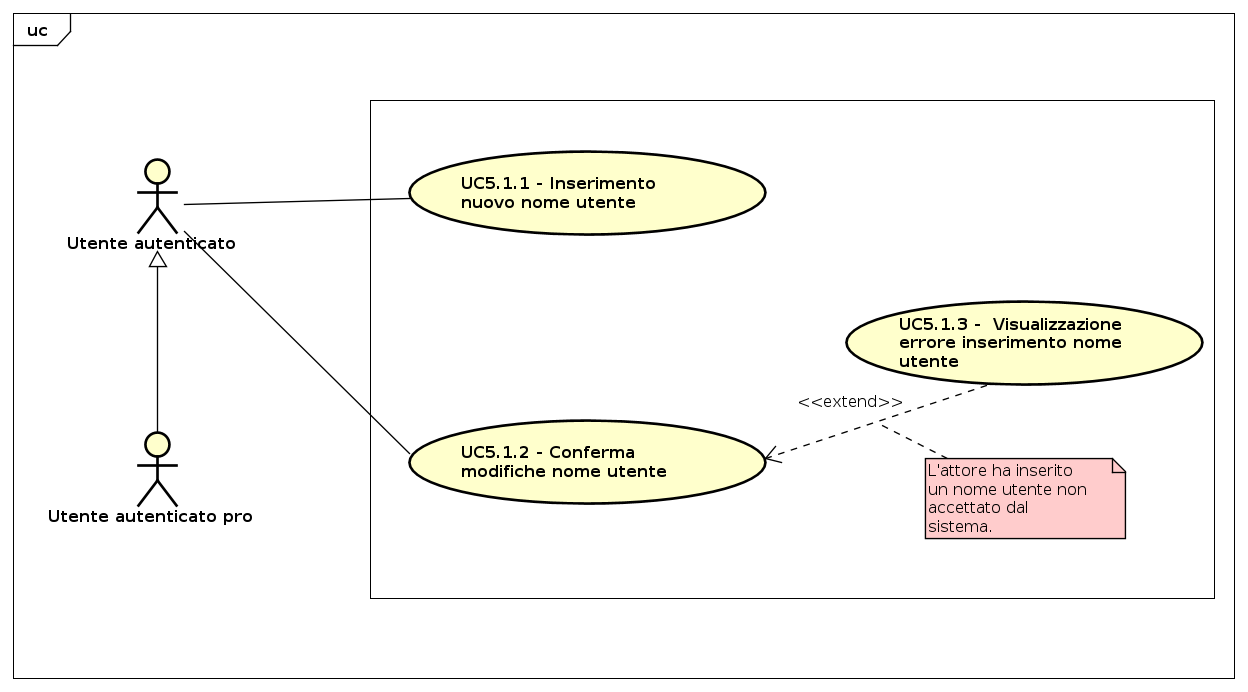 uc
UC5.1.1 - Inserimento
nuovo nome utente
Utente autenticato
UC5.1.3 -  Visualizzazione
errore inserimento nome
utente
<<extend>>
UC5.1.2 - Conferma
modifiche nome utente
L'attore ha inserito
un nome utente non
accettato dal
sistema.
Utente autenticato pro